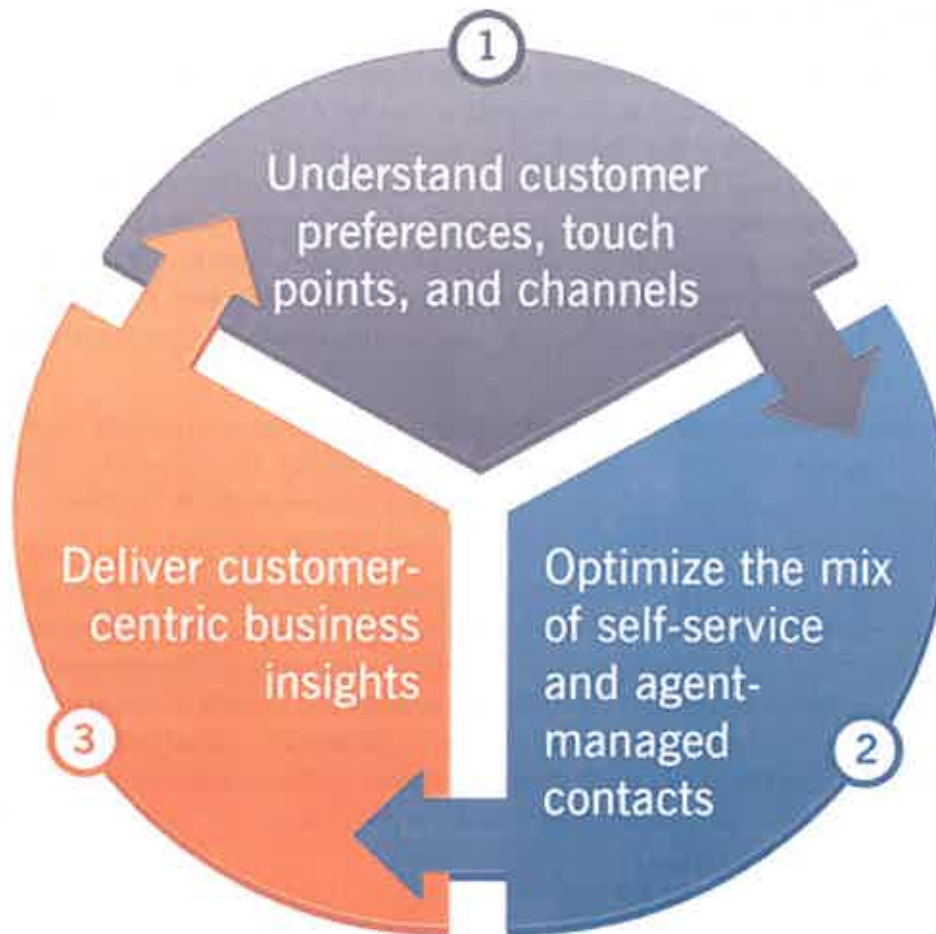 1
Understand customer
preferences, touch
points, and channels
Optimize the mix
of self-service
and agent-
managed
contacts
2
Deliver customer-
centric business
insights
3